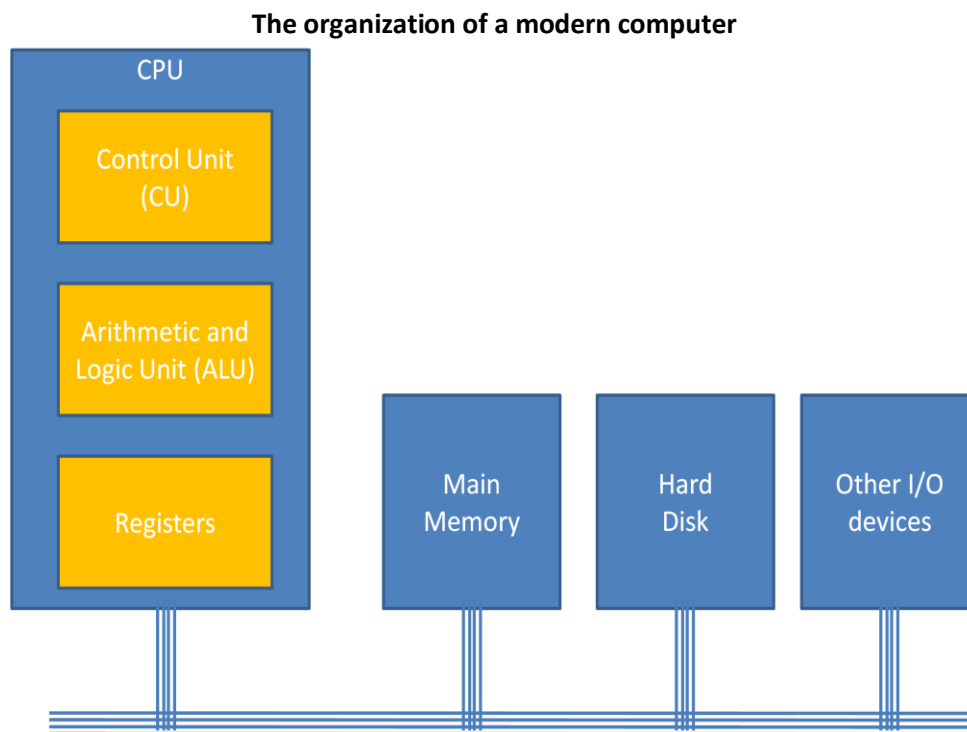 The organization of a modern computer
CPU
Control Unit
(CU)
Arithmetic and
Logic Unit (ALU)
Registers
Main
Memory
Hard
Disk
Other I/O
devices